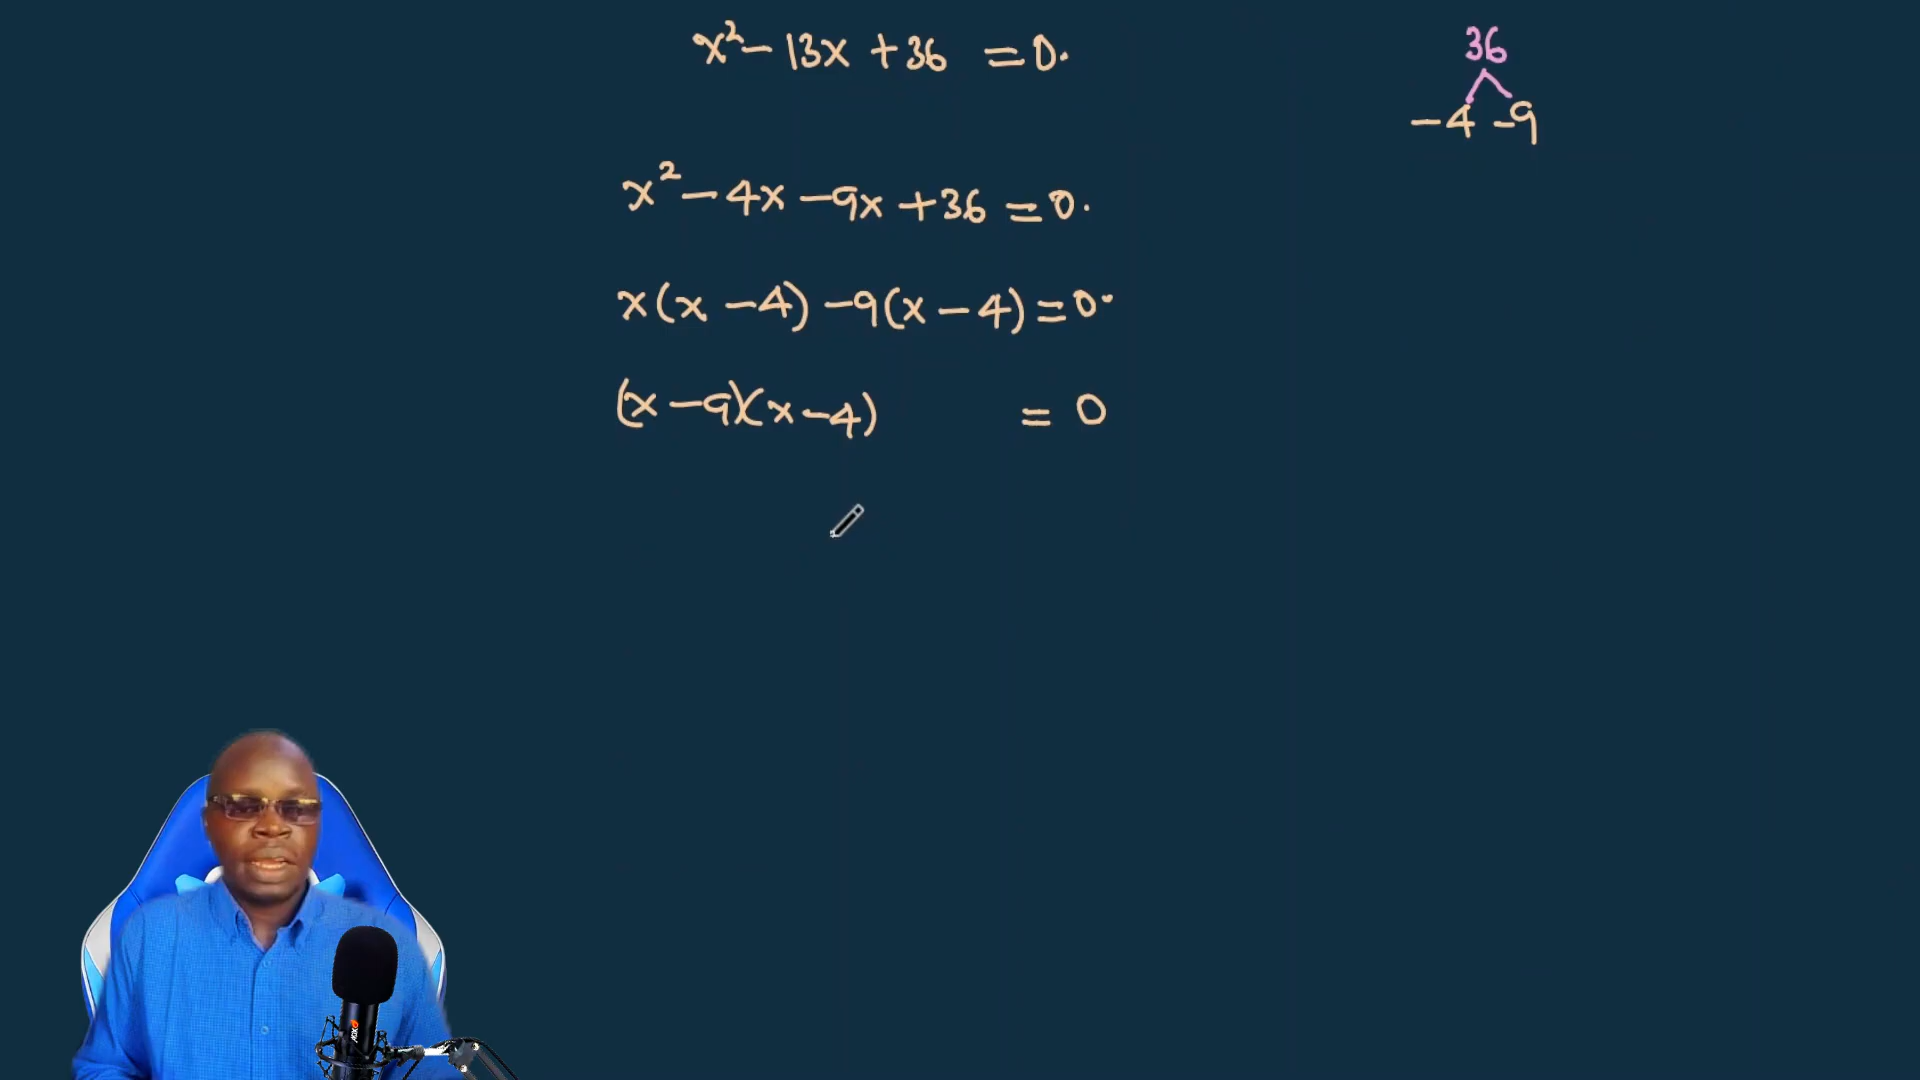 x² - 13x + 36 = 0.
36
-4 -9
x² - 4x - 9x + 36 = 0.
x(x - 4) - 9(x - 4) = 0.
(x - 9)(x - 4) = 0